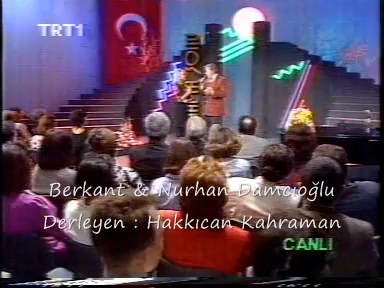 TRT1
Berkant & Nurhan Damcıoğlu
Derleyen : Hakkıcan Kahraman
CANLI